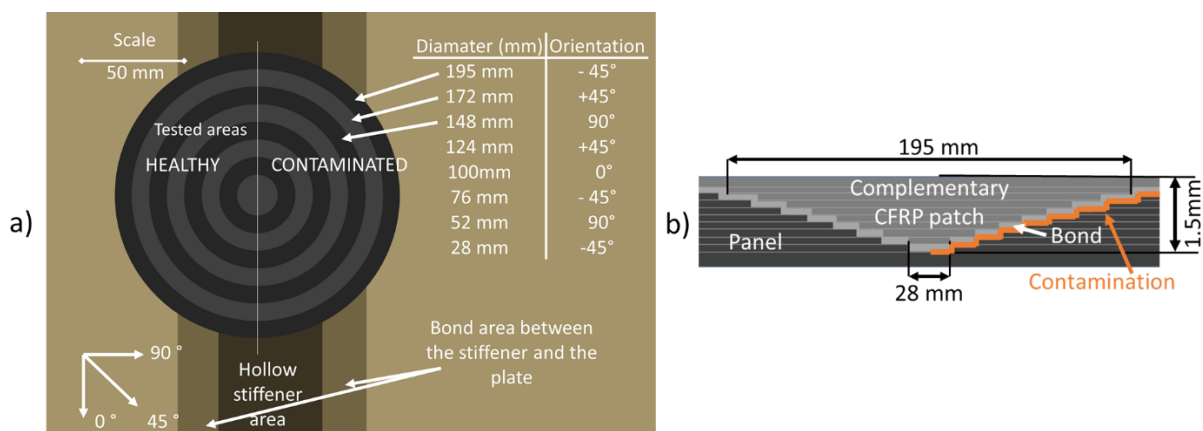 a)
Scale
50 mm
Tested areas
HEALTHY
CONTAMINATED
Diamater (mm) Orientation
195 mm - 45°
172 mm +45°
148 mm 90°
124 mm +45°
100mm 0°
76 mm - 45°
52 mm 90°
28 mm -45°
90 °
0 °
45 °
Hollow
stiffener
area
Bond area between
the stiffener and the
plate
b)
195 mm
Complementary
CFRP patch
Panel
Bond
1.5mm
28 mm
Contamination